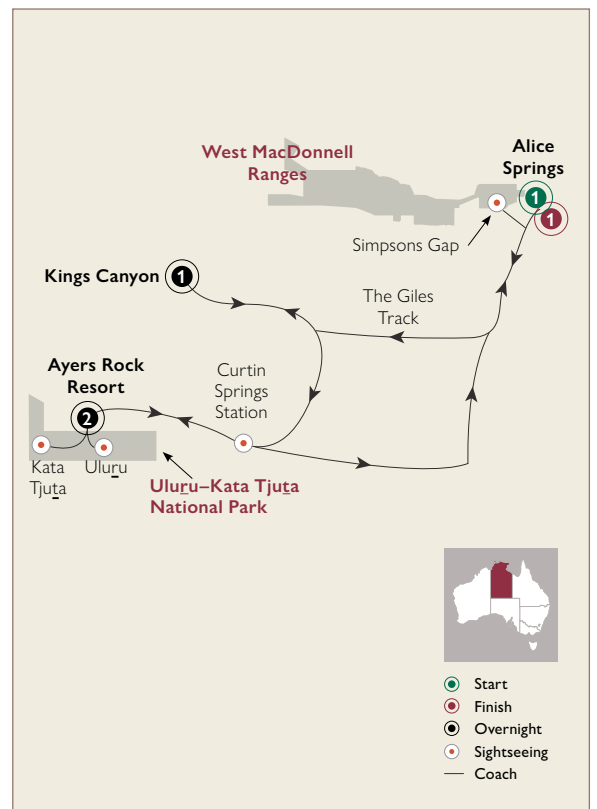 West MacDonnell
Ranges
Alice
Springs
1
1
Simpsons Gap
Kings Canyon
1
The Giles
Track
Ayers Rock
Resort
2
Curtin
Springs
Station
Kata
Tjuṯa
Uluṟu
Uluṟu–Kata Tjuṯa
National Park
Start
Finish
Overnight
Sightseeing
Coach